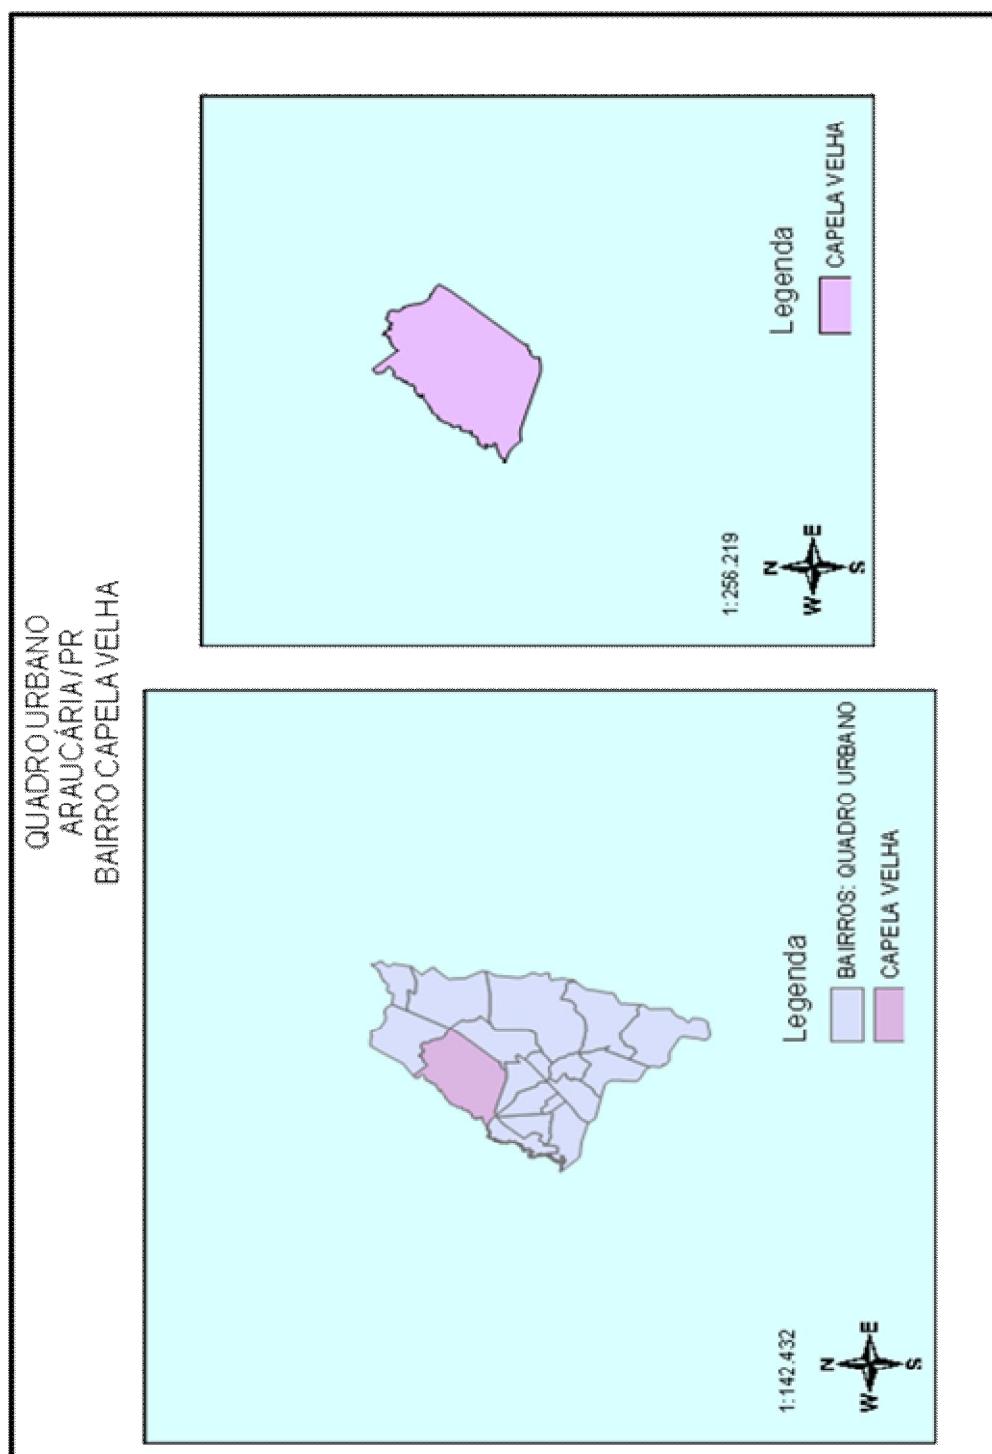 QUADRO URBANO
ARAUCÁRIA/PR
BAIRRO CAPELA VELHA
1:142.432
N
W E
S
Legenda
BAIRROS: QUADRO URBANO
CAPELA VELHA
1:256.219
N
W E
S
Legenda
CAPELA VELHA